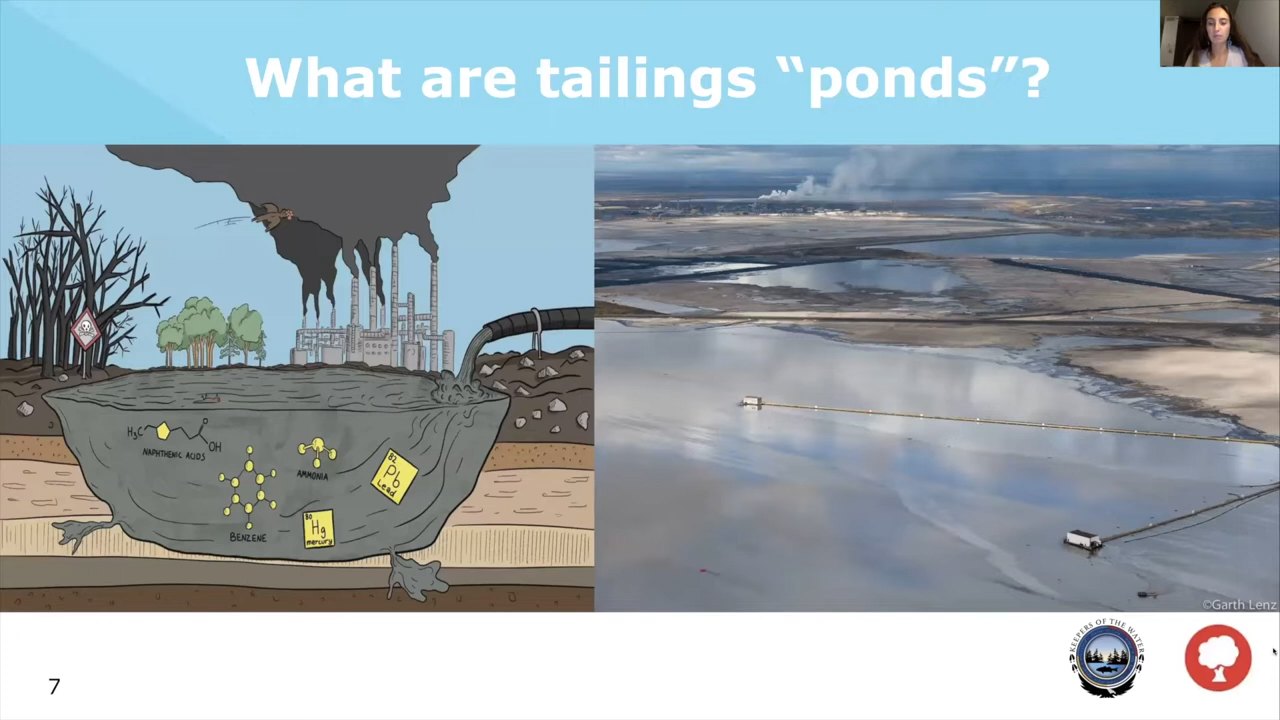 What are tailings “ponds”?
H₃C
OH
NAPHTHENIC ACIDS
AMMONIA
82
Pb
Lead
BENZENE
80
Hg
mercury
©Garth Lenz
KEEPERS OF THE WATER
7